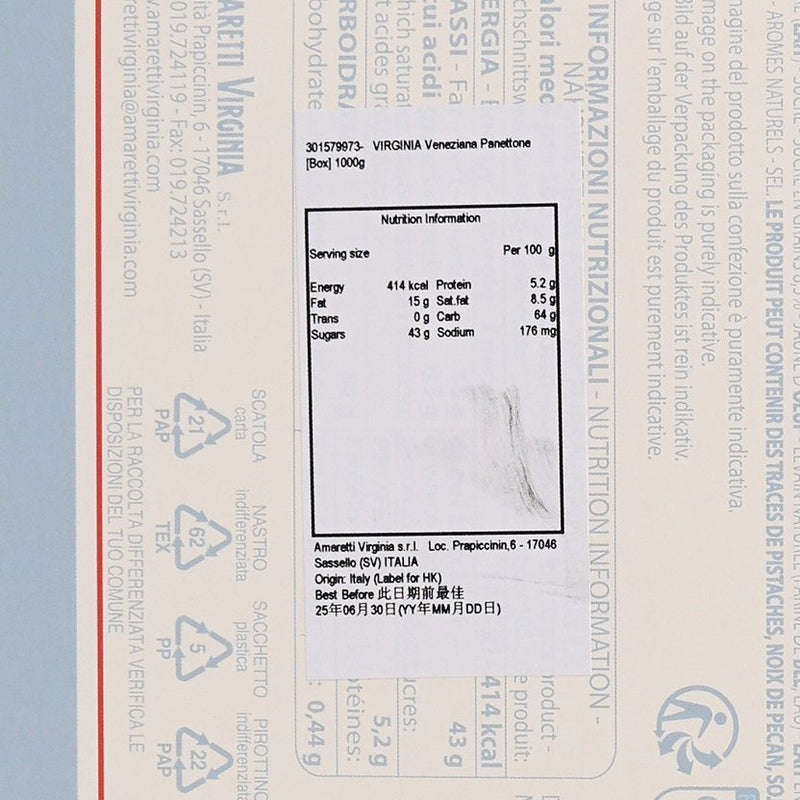 301579973- VIRGINIA Veneziana Panettone
[Box] 1000g
Nutrition Information
Serving size Per 100 g
Energy 414 kcal Protein 5.2 g
Fat 15 g Sat.fat 8.5 g
Trans 0 g Carb 64 g
Sugars 43 g Sodium 176 mg
Amaretti Virginia s.r.l. Loc. Prapiccinin,6 - 17046
Sassello (SV) ITALIA
Origin: Italy (Label for HK)
Best Before 此日期前最佳
25年06月30日(YY年MM月DD日)
VIRGINIA S.r.l.
Prapiccinin, 6 - 17046 Sassello (SV) - Italia
019.724119 - Fax: 019.724213
.amarettivirginia.com
rettivirginia@amarettivirginia.com
SCATOLA
carta
21
PAP
NASTRO
indifferenziata
62
TEX
SACCHETTO
plastica
5
PP
PIROTTINO
indifferenziata
22
PAP
PER LA RACCOLTA DIFFERENZIATA VERIFICA LE
DISPOSIZIONI DEL TUO COMUNE
INFORMAZIONI NUTRIZIONALI - NUTRITION INFORMATION -
414 kcal
43 g
5,2 g
0,44 g
magine del prodotto sulla confezione è puramente indicativa.
mage on the packaging is purely indicative.
Bild auf der Verpackung des Produktes ist rein indikativ.
ge sur l'emballage du produit est purement indicative.
- AROMES NATURELS - SEL. LE PRODUIT PEUT CONTENIR DES TRACES DE PISTACHES, NOIX DE PECAN, SO